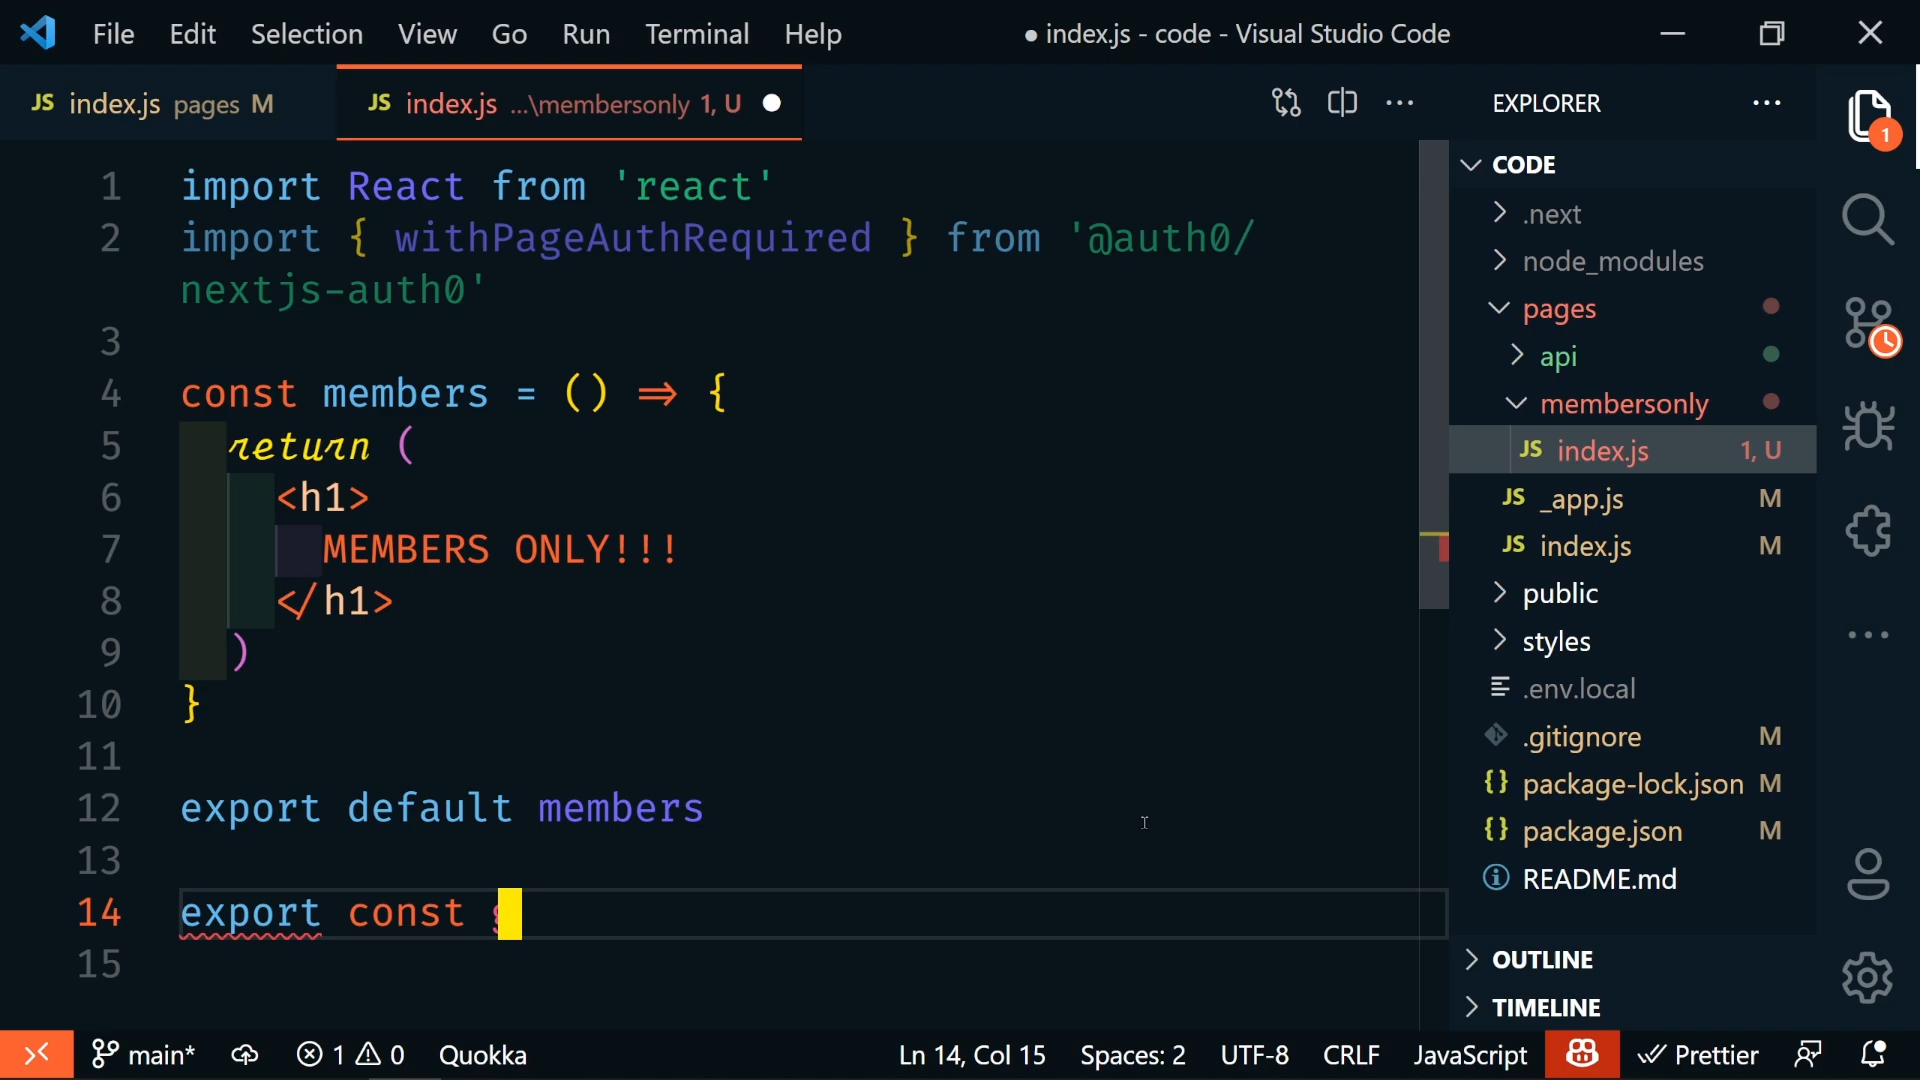 File Edit Selection View Go Run Terminal Help ● index.js - code - Visual Studio Code
JS index.js pages M
JS index.js ...\membersonly 1, U
EXPLORER
1 import React from 'react'
2 import { withPageAuthRequired } from '@auth0/
nextjs-auth0'
3
4 const members = () => {
5 return (
6 <h1>
7 MEMBERS ONLY!!!
8 </h1>
9 )
10 }
11
12 export default members
13
14 export const g
15
CODE
.next
node_modules
pages
api
membersonly
JS index.js 1, U
JS _app.js M
JS index.js M
public
styles
.env.local
.gitignore M
{} package-lock.json M
{} package.json M
README.md
OUTLINE
TIMELINE
1
main* 1 0 Quokka Ln 14, Col 15 Spaces: 2 UTF-8 CRLF JavaScript Prettier